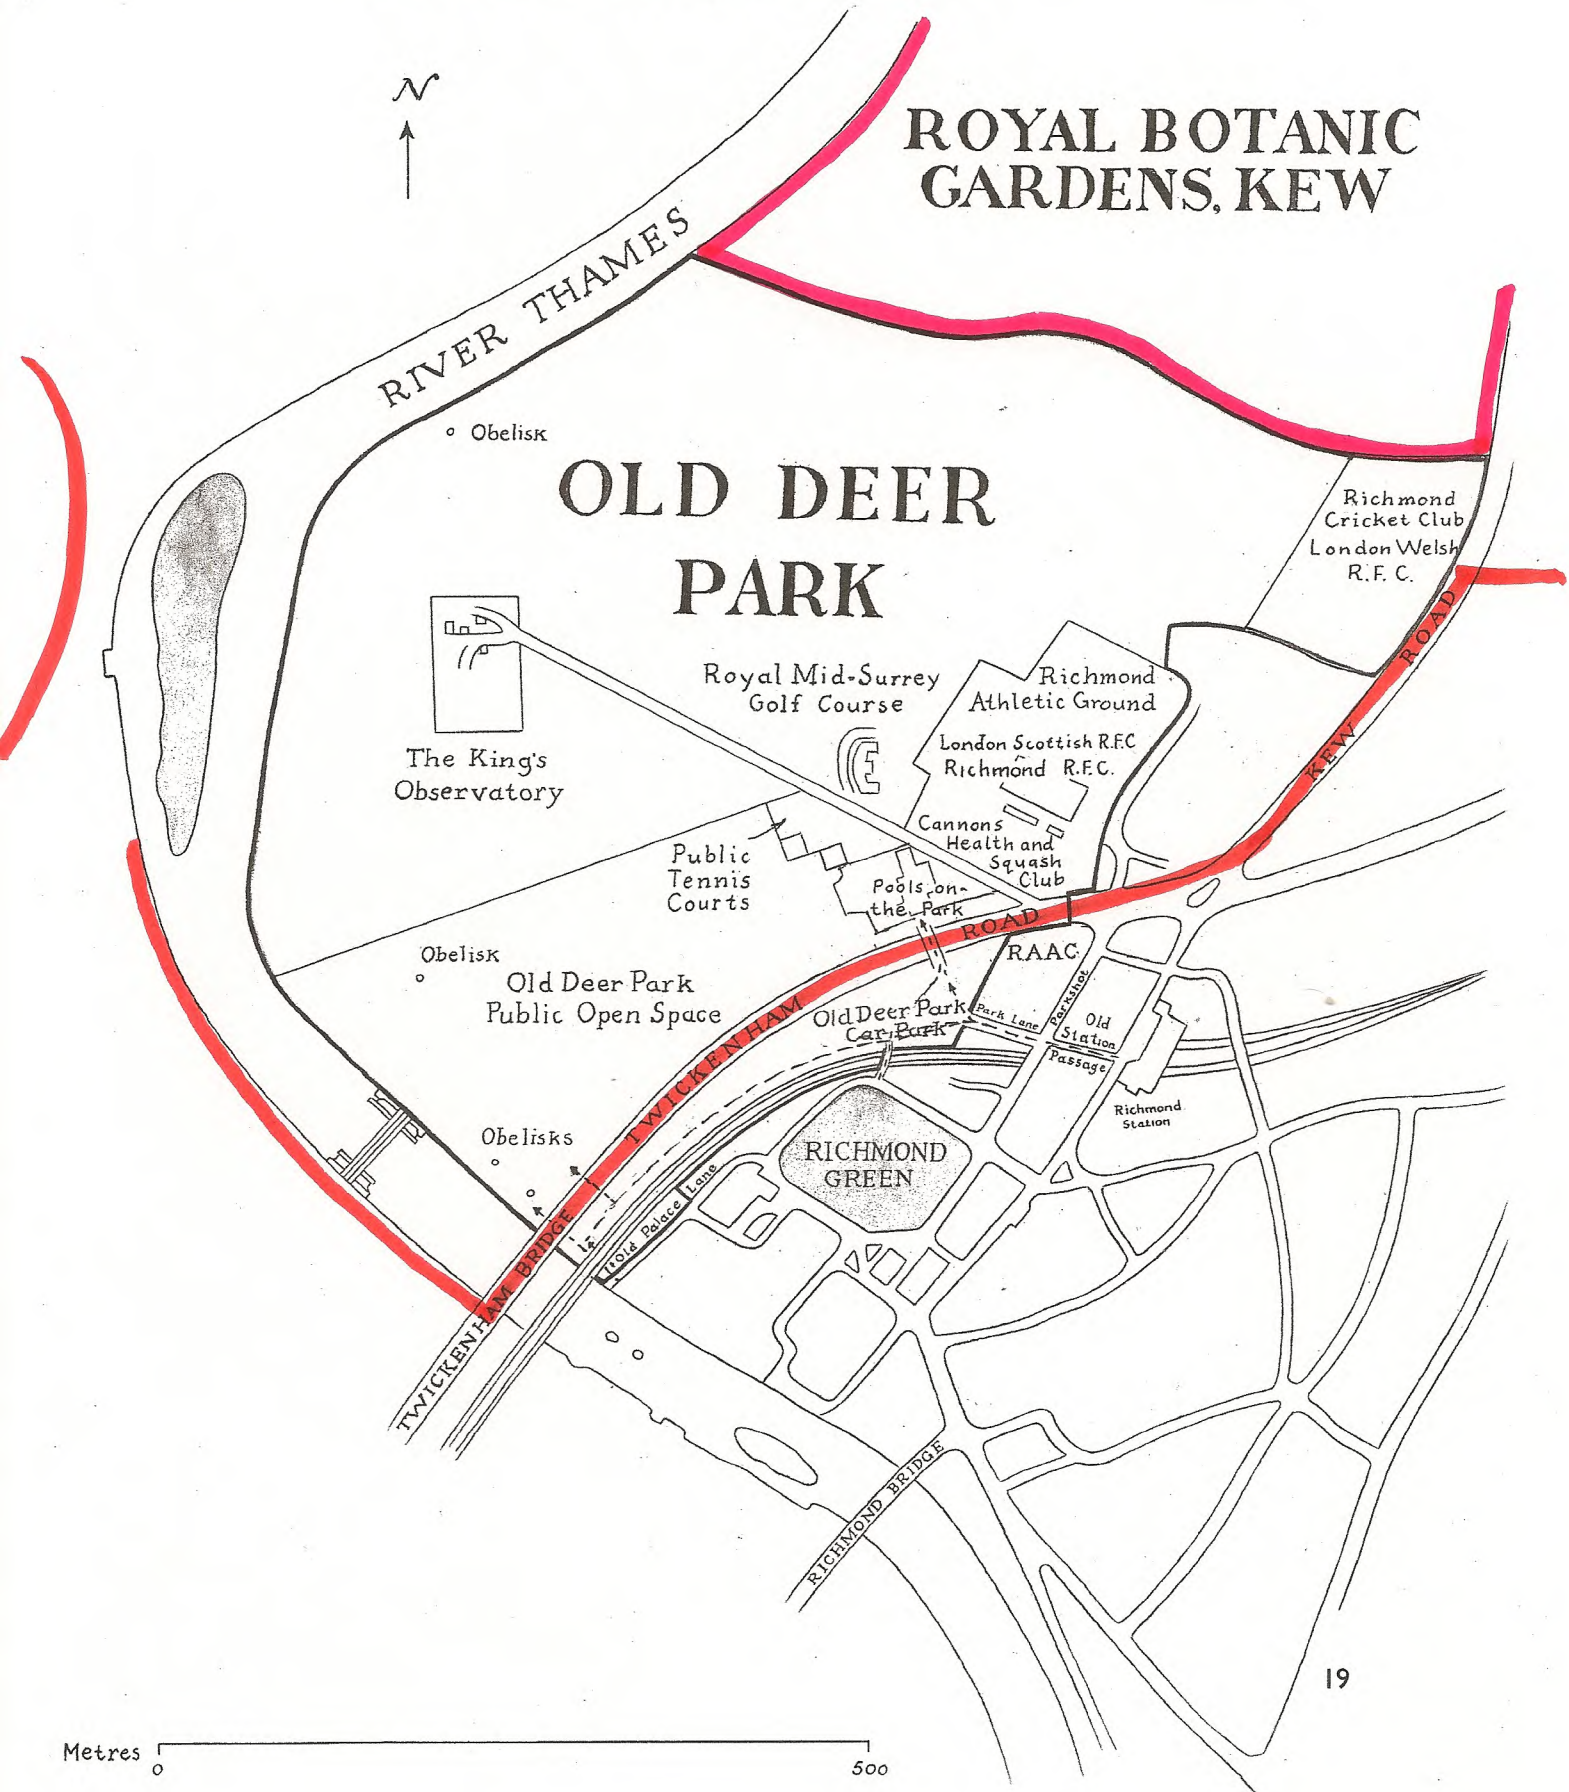 N
ROYAL BOTANIC
GARDENS, KEW
RIVER THAMES
Obelisk
OLD DEER
PARK
Richmond
Cricket Club
London Welsh
R.F.C.
The King's
Observatory
Royal Mid-Surrey
Golf Course
Richmond
Athletic Ground
London Scottish R.F.C
Richmond R.F.C.
KEW ROAD
Cannons
Health and
Squash
Club
Public
Tennis
Courts
Pools-on-
the-Park
Obelisk
Old Deer Park
Public Open Space
TWICKENHAM ROAD
RAAC
Old Deer Park
Car Park
Park Lane
Parkshot
Old
Station
Passage
Richmond
Station
Obelisks
RICHMOND
GREEN
Old Palace Lane
TWICKENHAM BRIDGE
RICHMOND BRIDGE
19
Metres
0
500